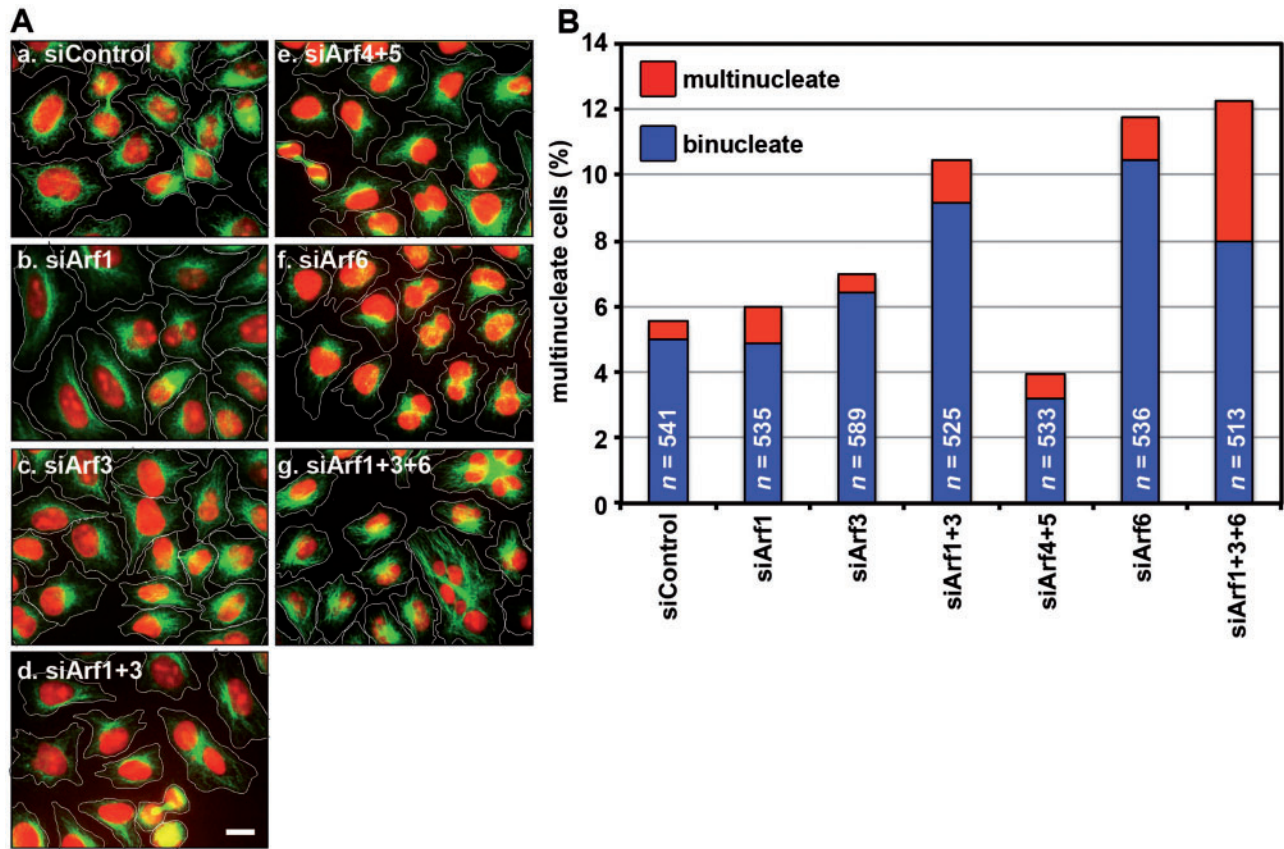 A
a. siControl
b. siArf1
c. siArf3
d. siArf1+3
e. siArf4+5
f. siArf6
g. siArf1+3+6
B
multinucleate cells (%)
14
12
10
8
6
4
2
0
multinucleate
binucleate
n = 541
n = 535
n = 589
n = 525
n = 533
n = 536
n = 513
siControl
siArf1
siArf3
siArf1+3
siArf4+5
siArf6
siArf1+3+6